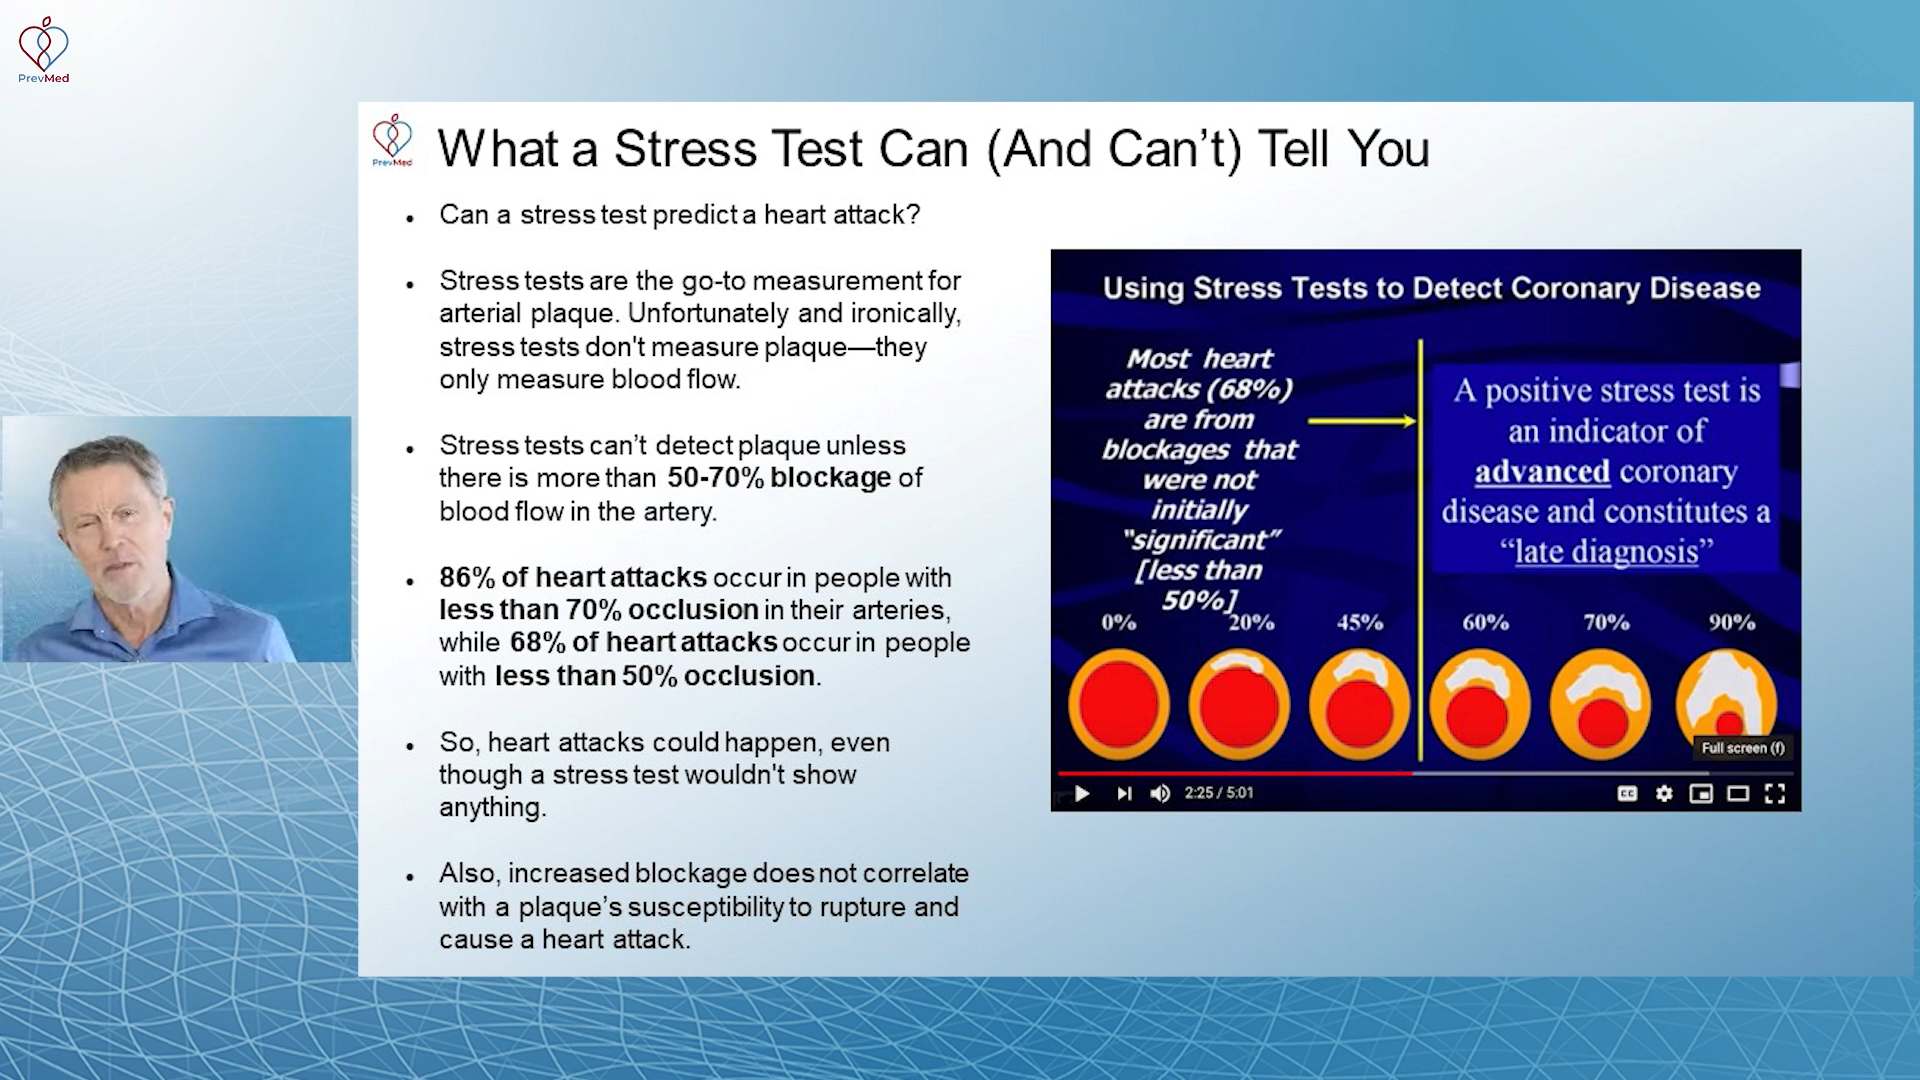 PrevMed
PrevMed
What a Stress Test Can (And Can’t) Tell You
• Can a stress test predict a heart attack?
• Stress tests are the go-to measurement for
arterial plaque. Unfortunately and ironically,
stress tests don't measure plaque—they
only measure blood flow.
• Stress tests can’t detect plaque unless
there is more than 50-70% blockage of
blood flow in the artery.
• 86% of heart attacks occur in people with
less than 70% occlusion in their arteries,
while 68% of heart attacks occur in people
with less than 50% occlusion.
• So, heart attacks could happen, even
though a stress test wouldn't show
anything.
• Also, increased blockage does not correlate
with a plaque’s susceptibility to rupture and
cause a heart attack.
Using Stress Tests to Detect Coronary Disease
Most heart
attacks (68%)
are from
blockages that
were not
initially
“significant”
[less than
50%]
A positive stress test is
an indicator of
advanced coronary
disease and constitutes a
“late diagnosis”
0% 20% 45% 60% 70% 90%
Full screen (f)
2:25 / 5:01
CC